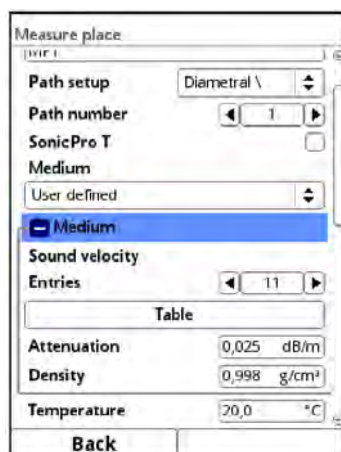 Measure place
Path setup Diametral \
Path number 1
SonicPro T
Medium
User defined
Medium
Sound velocity
Entries 11
Table
Attenuation 0,025 dB/m
Density 0,998 g/cm³
Temperature 20,0 °C
Back